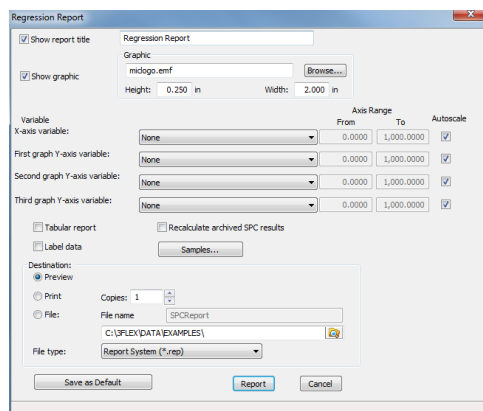 Regression Report
Show report title Regression Report
Graphic
Show graphic midogo.emf Browse...
Height: 0.250 in Width: 2.000 in
Axis Range
Variable From To Autoscale
X-axis variable: None 0.0000 1,000.0000
First graph Y-axis variable: None 0.0000 1,000.0000
Second graph Y-axis variable: None 0.0000 1,000.0000
Third graph Y-axis variable: None 0.0000 1,000.0000
Tabular report Recalculate archived SPC results
Label data Samples...
Destination:
Preview
Print Copies: 1
File: File name SPCReport
C:\3FLEX\DATA\EXAMPLES\
File type: Report System (*.rep)
Save as Default Report Cancel